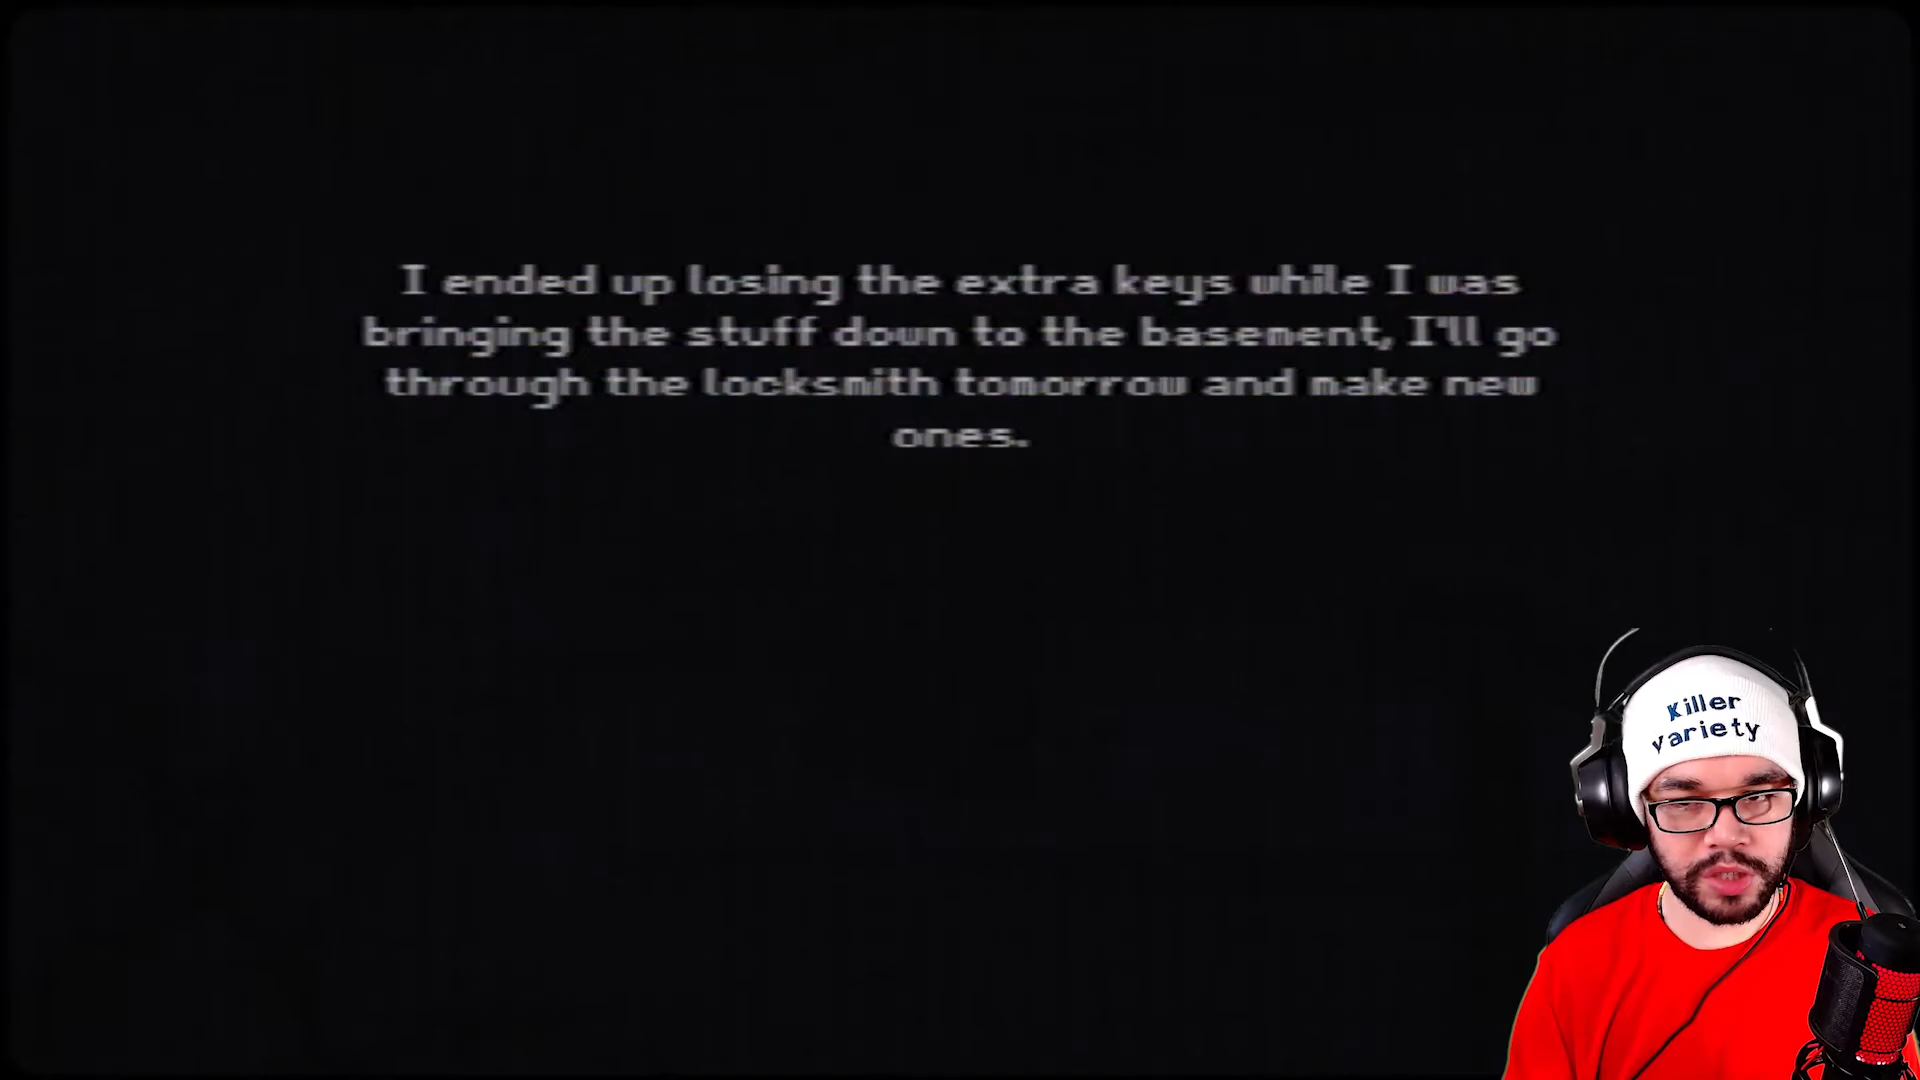 I ended up losing the extra keys while I was
bringing the stuff down to the basement, I'll go
through the locksmith tomorrow and make new
ones.
Killer
Variety